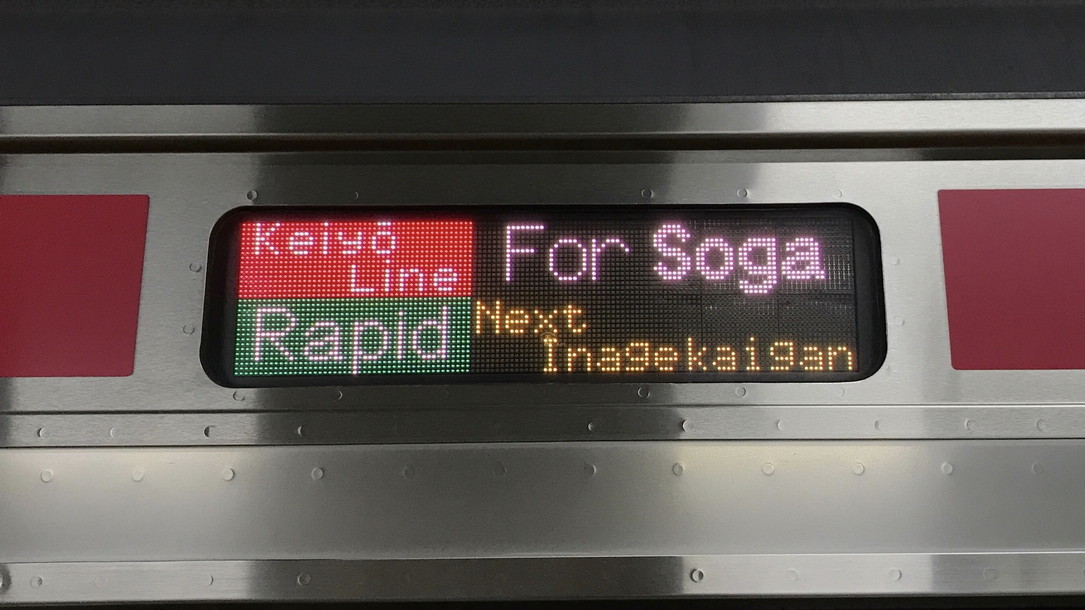 Keiyō
Line
Rapid
For Soga
Next
Inagekaigan